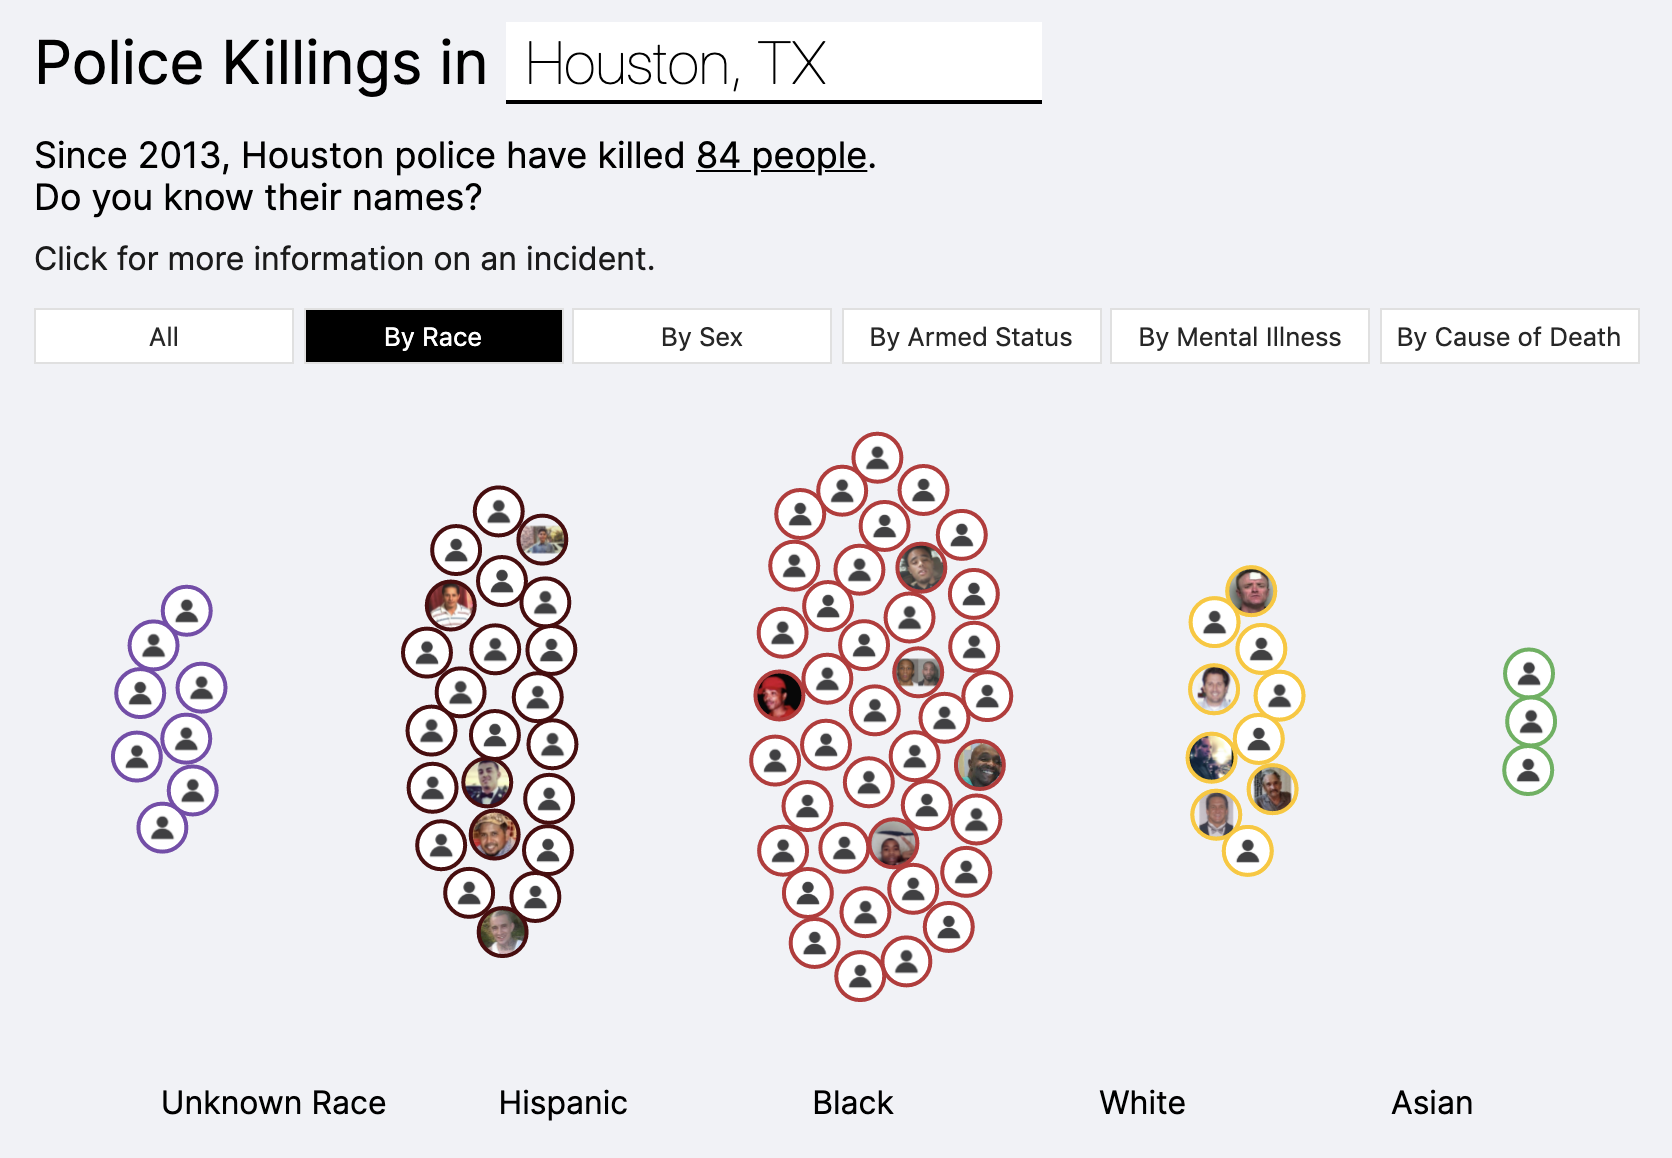 Police Killings in Houston, TX
Since 2013, Houston police have killed 84 people.
Do you know their names?
Click for more information on an incident.
All By Race By Sex By Armed Status By Mental Illness By Cause of Death
Unknown Race Hispanic Black White Asian